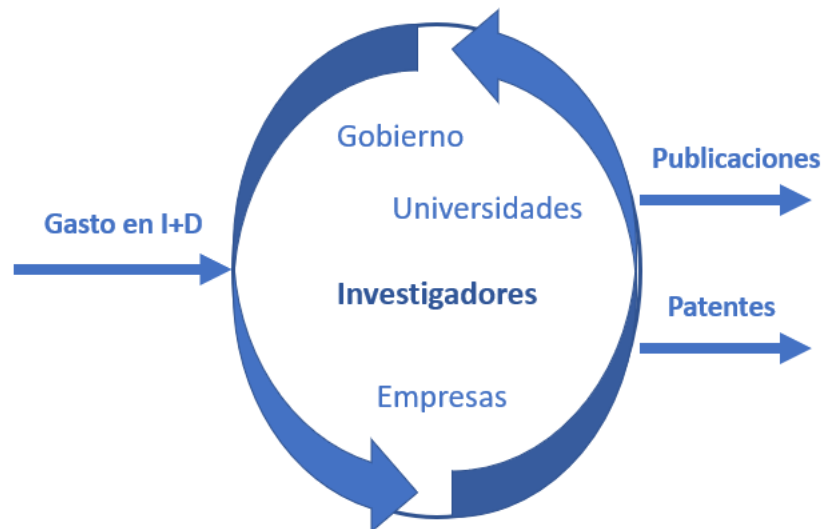 Gobierno
Publicaciones
Universidades
Gasto en I+D
Investigadores
Patentes
Empresas